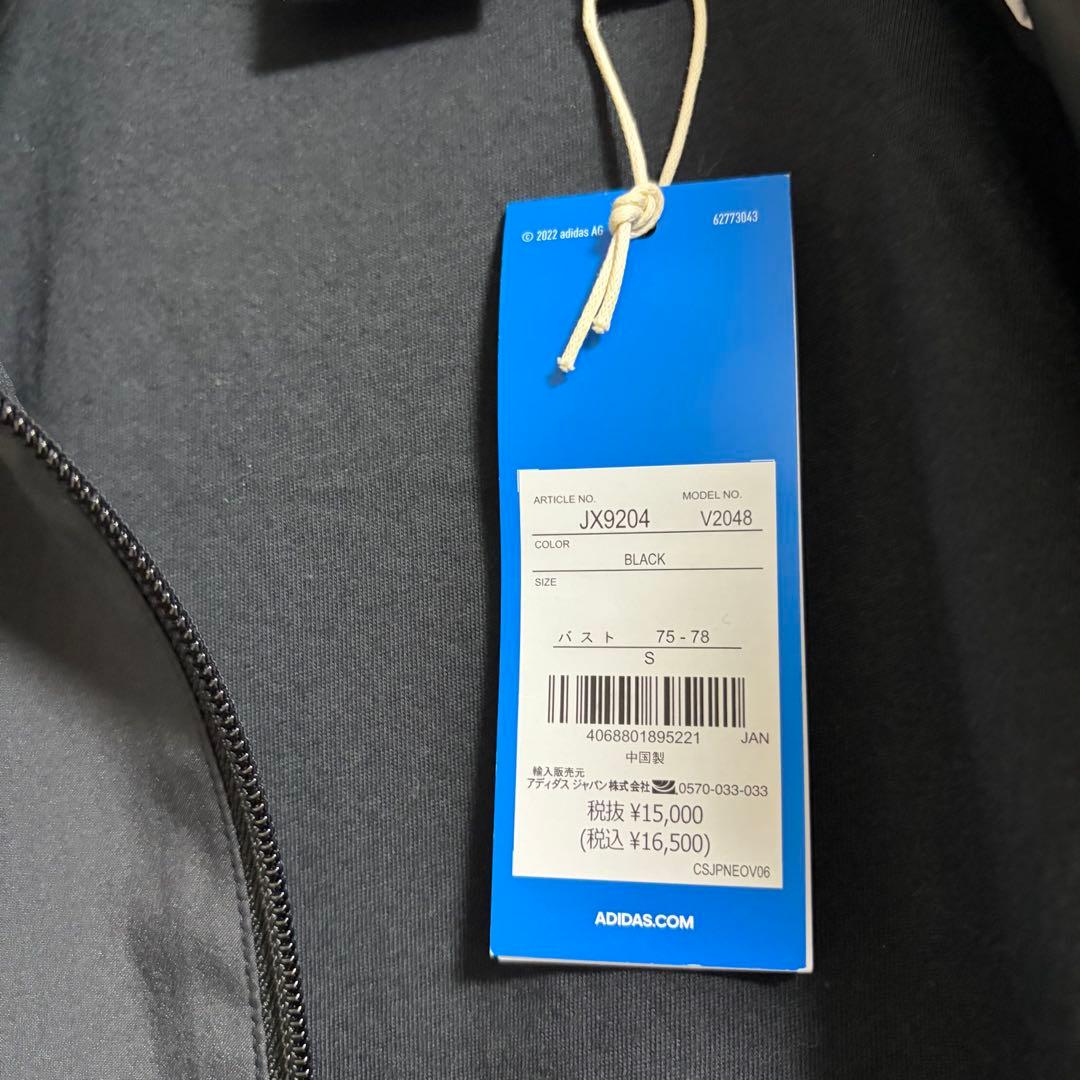 © 2022 adidas AG
62773043
ARTICLE NO. MODEL NO.
JX9204 V2048
COLOR
BLACK
SIZE
バスト 75 - 78
S
4068801895221 JAN
中国製
輸入販売元
アディダス ジャパン株式会社 0570-033-033
税抜 ¥15,000
(税込 ¥16,500)
CSJPNEOV06
ADIDAS.COM